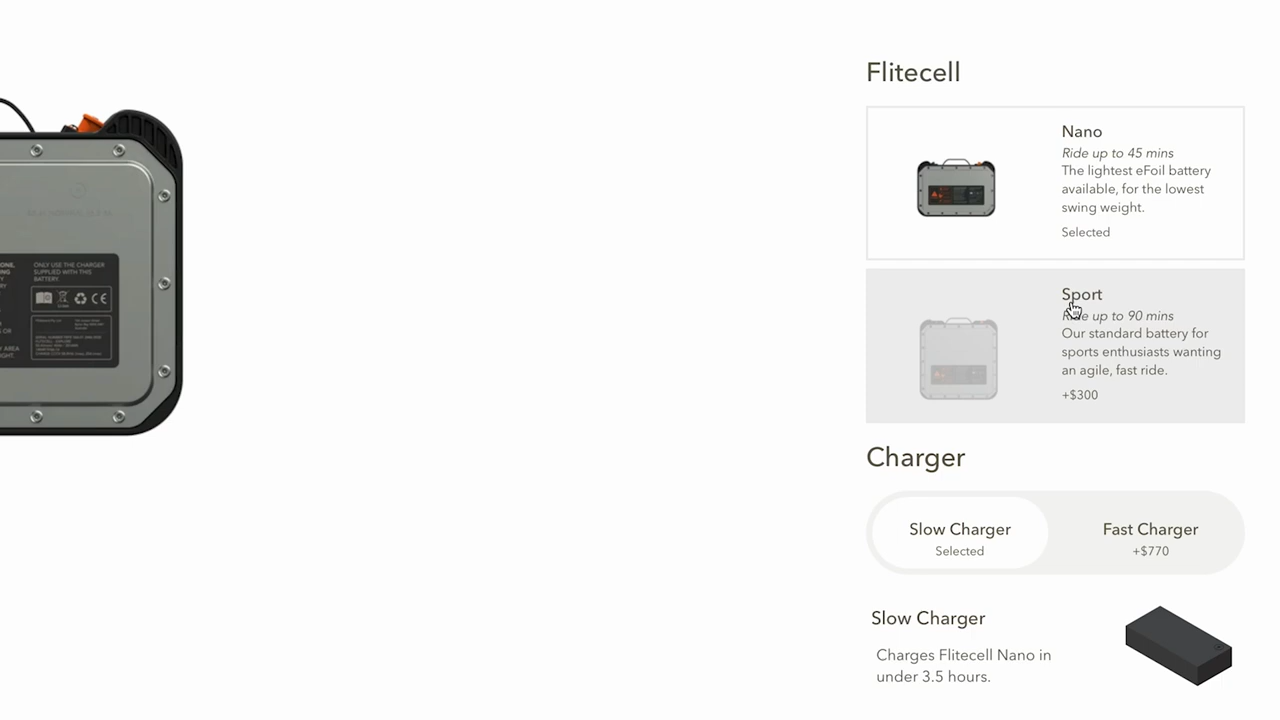 Flitecell
Nano
Ride up to 45 mins
The lightest eFoil battery
available, for the lowest
swing weight.
Selected
Sport
Ride up to 90 mins
Our standard battery for
sports enthusiasts wanting
an agile, fast ride.
+$300
ONLY USE THE CHARGER
SUPPLIED WITH THIS
BATTERY.
Charger
Slow Charger
Selected
Fast Charger
+$770
Slow Charger
Charges Flitecell Nano in
under 3.5 hours.